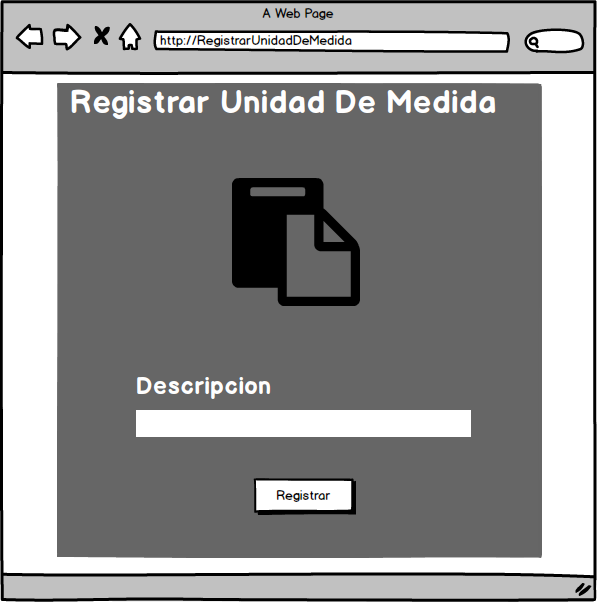 A Web Page
http://RegistrarUnidadDeMedida
Registrar Unidad De Medida
Descripcion
Registrar